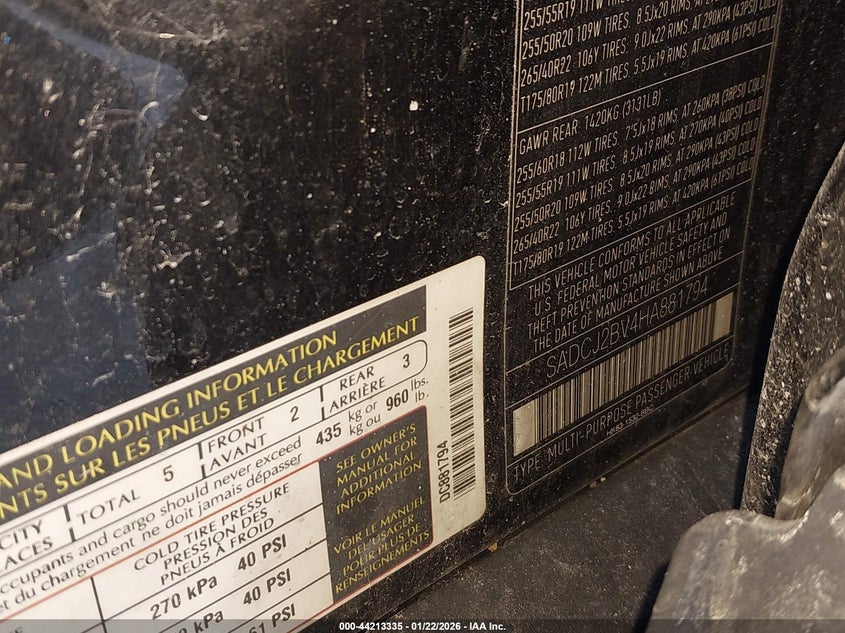 255/55R19 111W TIRES.
255/50R20 109W TIRES. 8.5Jx20 RIMS, AT
265/40R22 106Y TIRES. 9.0Jx22 RIMS, AT 290KPA (43PSI)
T175/80R19 122M TIRES. 5.5Jx19 RIMS, AT 420KPA (61PSI) COLD
GAWR REAR: 1420KG (3131LB)
255/60R18 112W TIRES. 7.5Jx18 RIMS, AT 260KPA (38PSI) COLD
255/55R19 111W TIRES. 8.5Jx19 RIMS, AT 270KPA (40PSI) COLD
255/50R20 109W TIRES. 8.5Jx20 RIMS, AT 290KPA (43PSI) COLD
265/40R22 106Y TIRES. 9.0Jx22 RIMS, AT 290KPA (43PSI) COLD
T175/80R19 122M TIRES. 5.5Jx19 RIMS, AT 420KPA (61PSI) COLD
THIS VEHICLE CONFORMS TO ALL APPLICABLE
U.S. FEDERAL MOTOR VEHICLE SAFETY AND
THEFT PREVENTION STANDARDS IN EFFECT ON
THE DATE OF MANUFACTURE SHOWN ABOVE
SADCJ2BV4HA881794
TYPE: MULTI-PURPOSE PASSENGER VEHICLE
AND LOADING INFORMATION
NTS SUR LES PNEUS ET LE CHARGEMENT
CITY
ACES
TOTAL 5
FRONT
AVANT 2
REAR
ARRIÈRE 3
occupants and cargo should never exceed
et du chargement ne doit jamais dépasser
435 kg or
kg ou 960 lbs.
lb.
COLD TIRE PRESSURE
PRESSION DES
PNEUS À FROID
270 kPa 40 PSI
kPa 40 PSI
61 PSI
SEE OWNER'S
MANUAL FOR
ADDITIONAL
INFORMATION.
VOIR LE MANUEL
DE L'USAGER
POUR PLUS DE
RENSEIGNEMENTS
DC881794
000-44213335 - 01/22/2026 - IAA Inc.